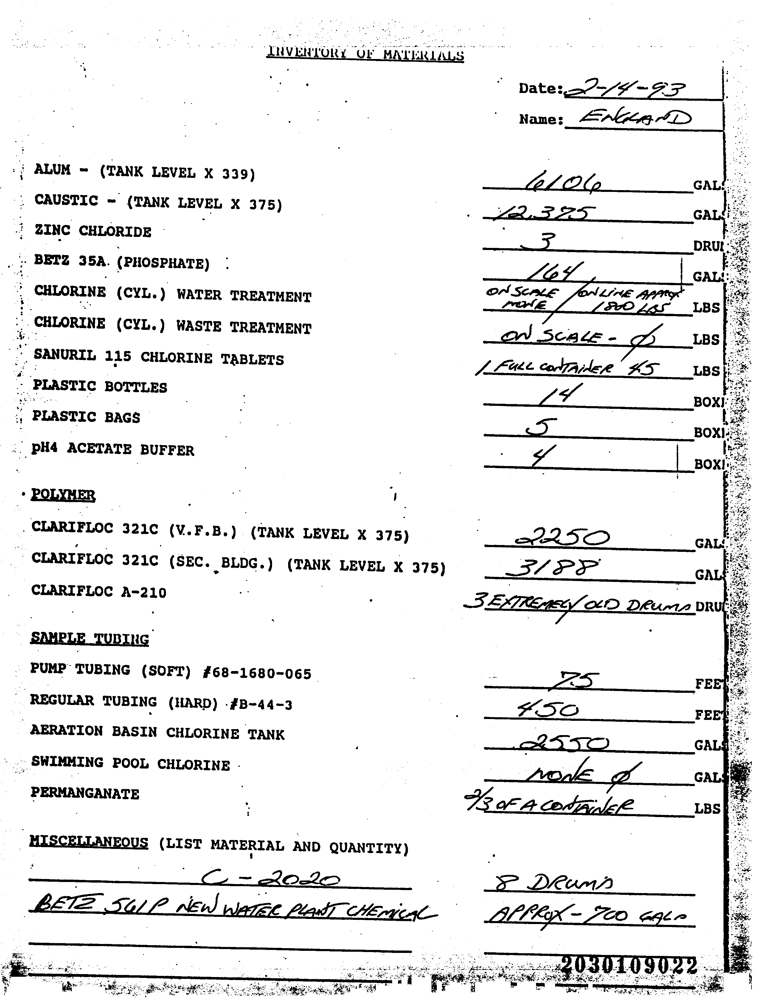 INVENTORY OF MATERIALS
Date: 2-14-93
Name: ENGLAND
ALUM - (TANK LEVEL X 339) 6106 GALS
CAUSTIC - (TANK LEVEL X 375) 12,375 GALS
ZINC CHLORIDE 3 DRU
BETZ 35A (PHOSPHATE) 164 GALS
CHLORINE (CYL.) WATER TREATMENT ON SCALE NONE / ON LINE APPROX 1800 LBS LBS
CHLORINE (CYL.) WASTE TREATMENT ON SCALE - Ø LBS
SANURIL 115 CHLORINE TABLETS 1 FULL CONTAINER 45 LBS
PLASTIC BOTTLES 14 BOX
PLASTIC BAGS 5 BOX
pH4 ACETATE BUFFER 4 BOX
POLYMER
CLARIFLOC 321C (V.F.B.) (TANK LEVEL X 375) 2250 GAL
CLARIFLOC 321C (SEC. BLDG.) (TANK LEVEL X 375) 3188 GAL
CLARIFLOC A-210 3 EXTREMELY OLD DRUMS DRU
SAMPLE TUBING
PUMP TUBING (SOFT) #68-1680-065 75 FEET
REGULAR TUBING (HARD) #B-44-3 450 FEET
AERATION BASIN CHLORINE TANK 2550 GALS
SWIMMING POOL CHLORINE NONE Ø GALS
PERMANGANATE 2/3 OF A CONTAINER LBS
MISCELLANEOUS (LIST MATERIAL AND QUANTITY)
C-2020 8 DRUMS
BETZ 561P NEW WATER PLANT CHEMICAL APPROX - 700 GALS
2030109022